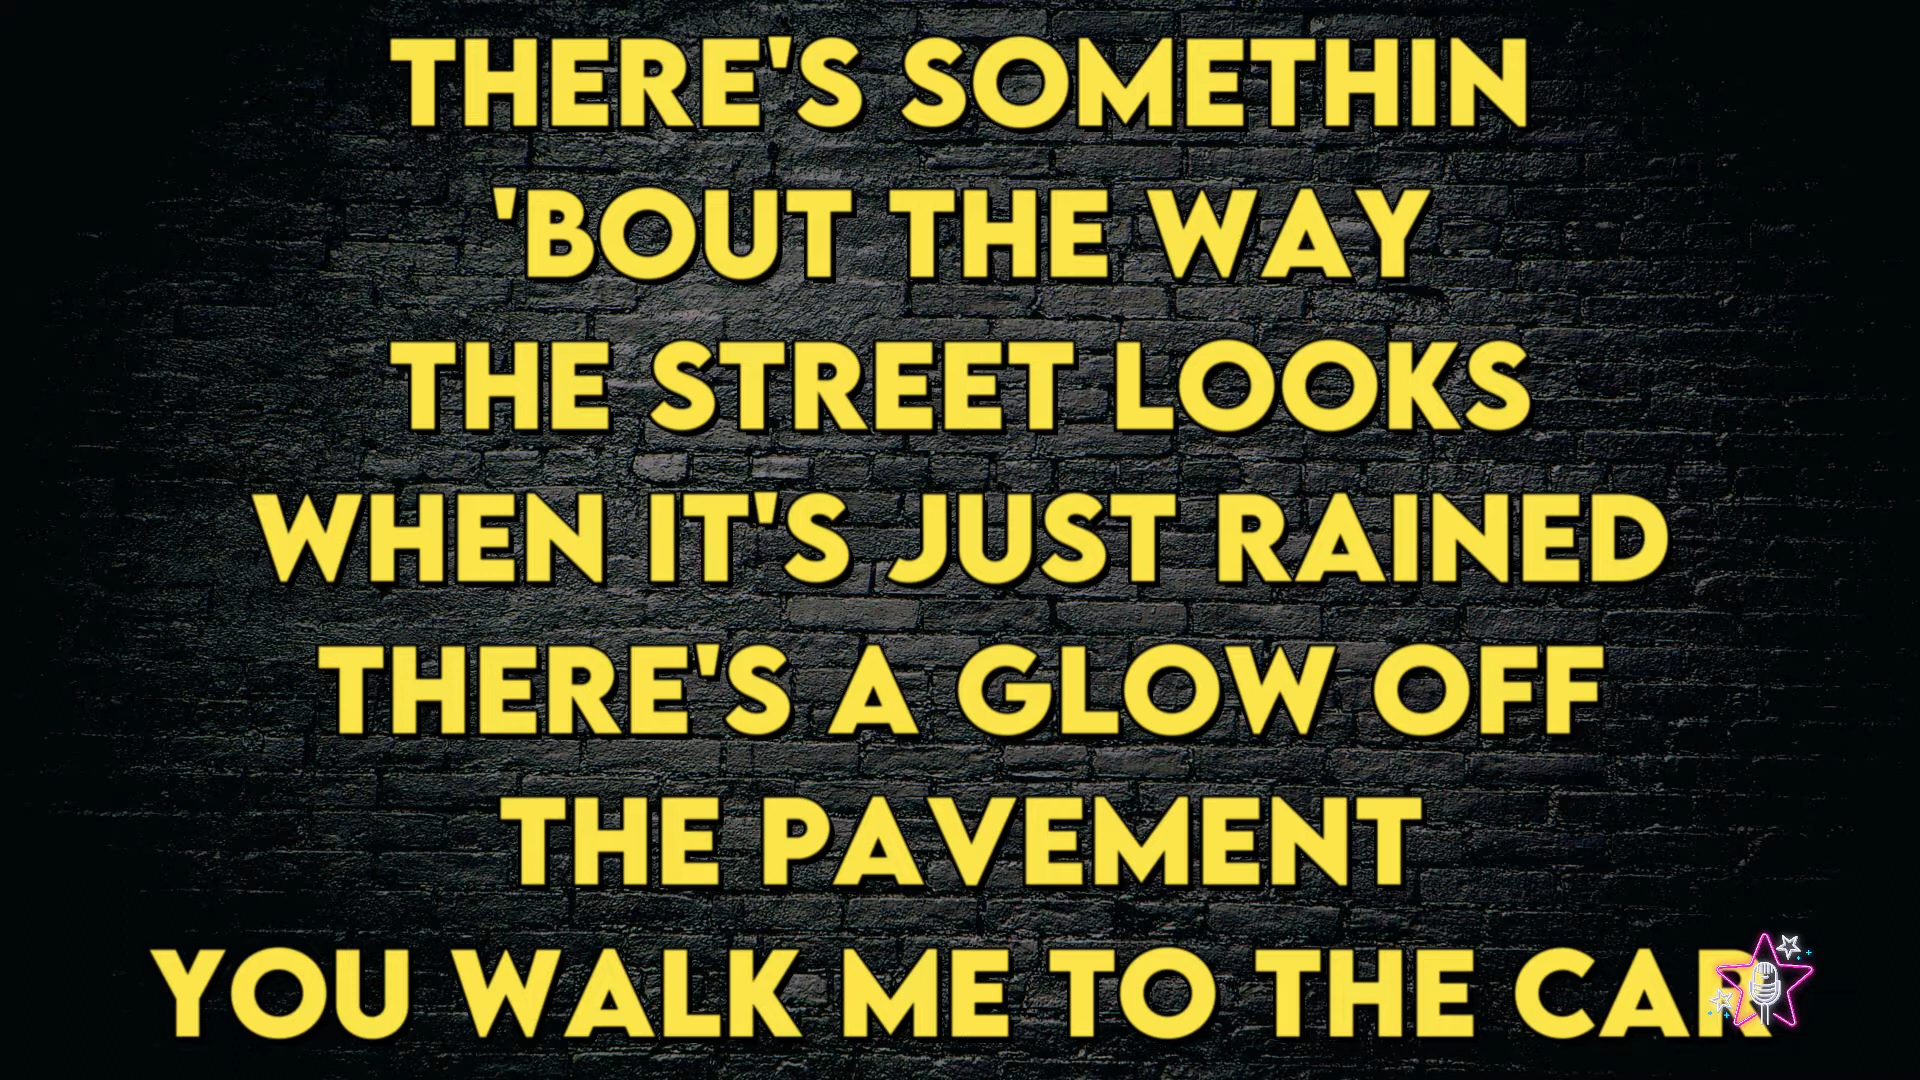 THERE'S SOMETHIN
'BOUT THE WAY
THE STREET LOOKS
WHEN IT'S JUST RAINED
THERE'S A GLOW OFF
THE PAVEMENT
YOU WALK ME TO THE CAR